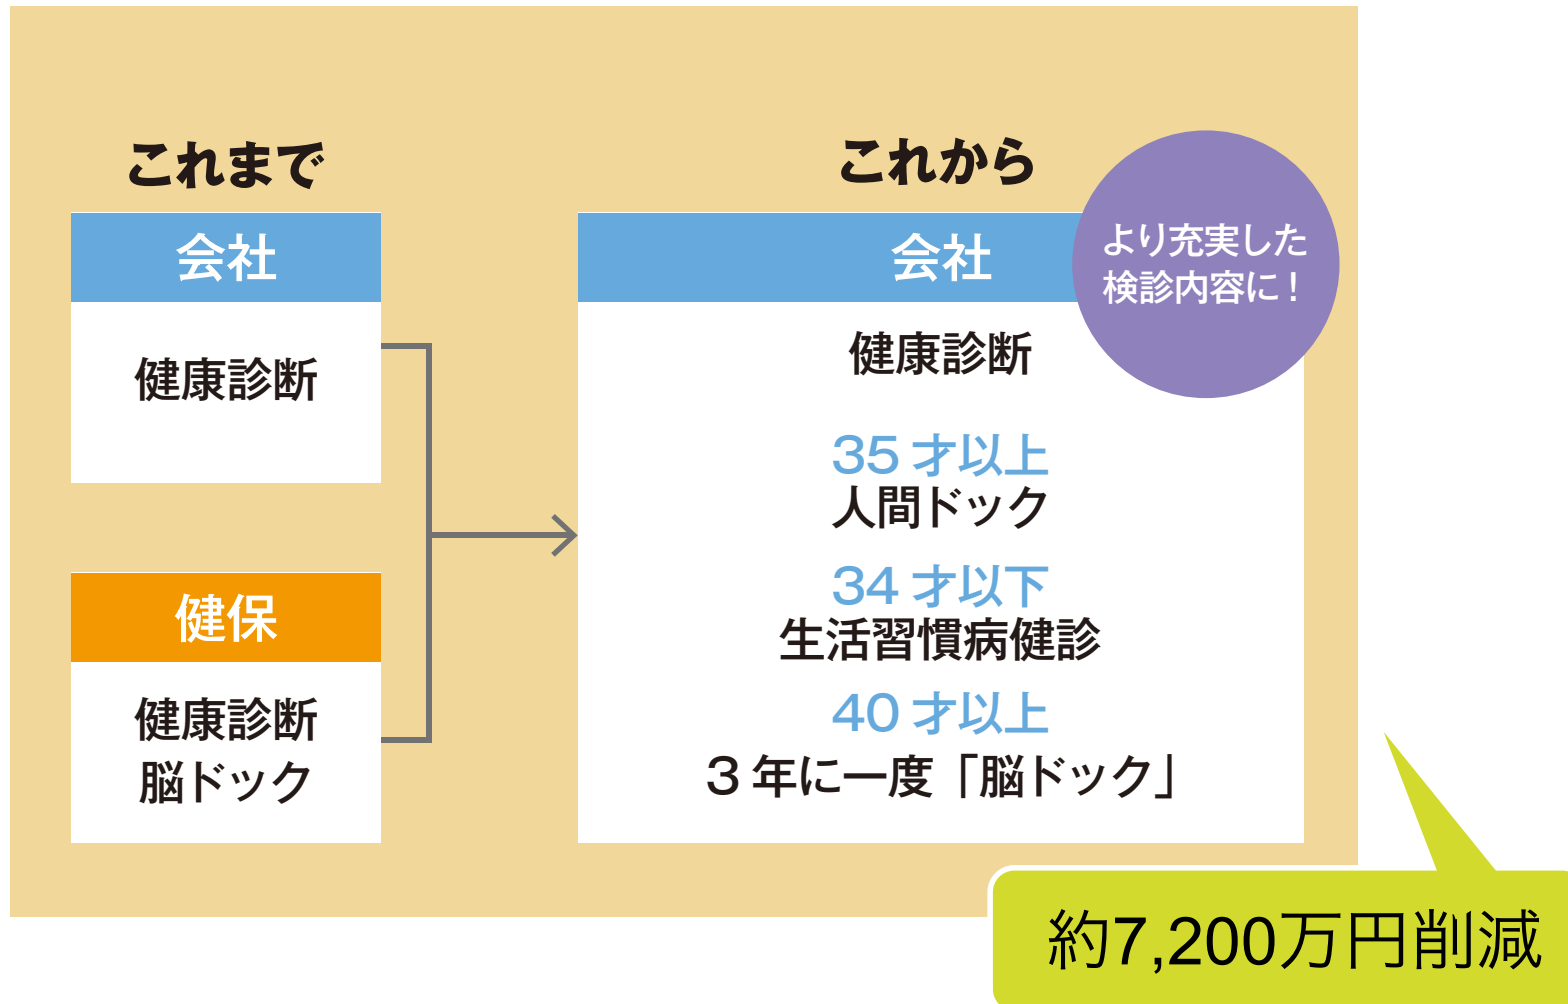 これまで
会社
健康診断
健保
健康診断
脳ドック
これから
会社
より充実した
検診内容に！
健康診断
35才以上
人間ドック
34才以下
生活習慣病健診
40才以上
3年に一度「脳ドック」
約7,200万円削減